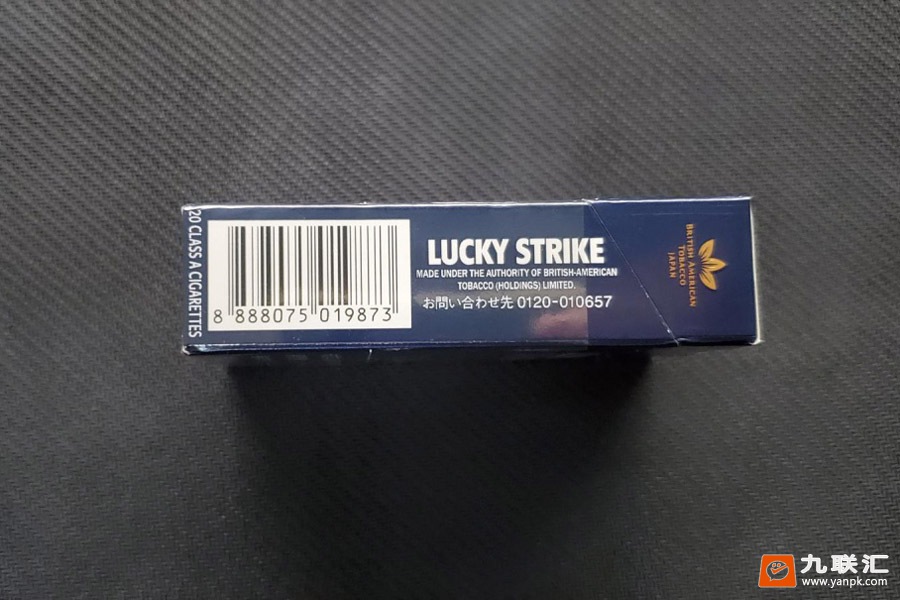 20 CLASS A CIGARETTES
8 888075 019873
LUCKY STRIKE
MADE UNDER THE AUTHORITY OF BRITISH-AMERICAN
TOBACCO (HOLDINGS) LIMITED.
お問い合わせ先 0120-010657
BRITISH AMERICAN
TOBACCO
JAPAN
九联汇
www.yanpk.com